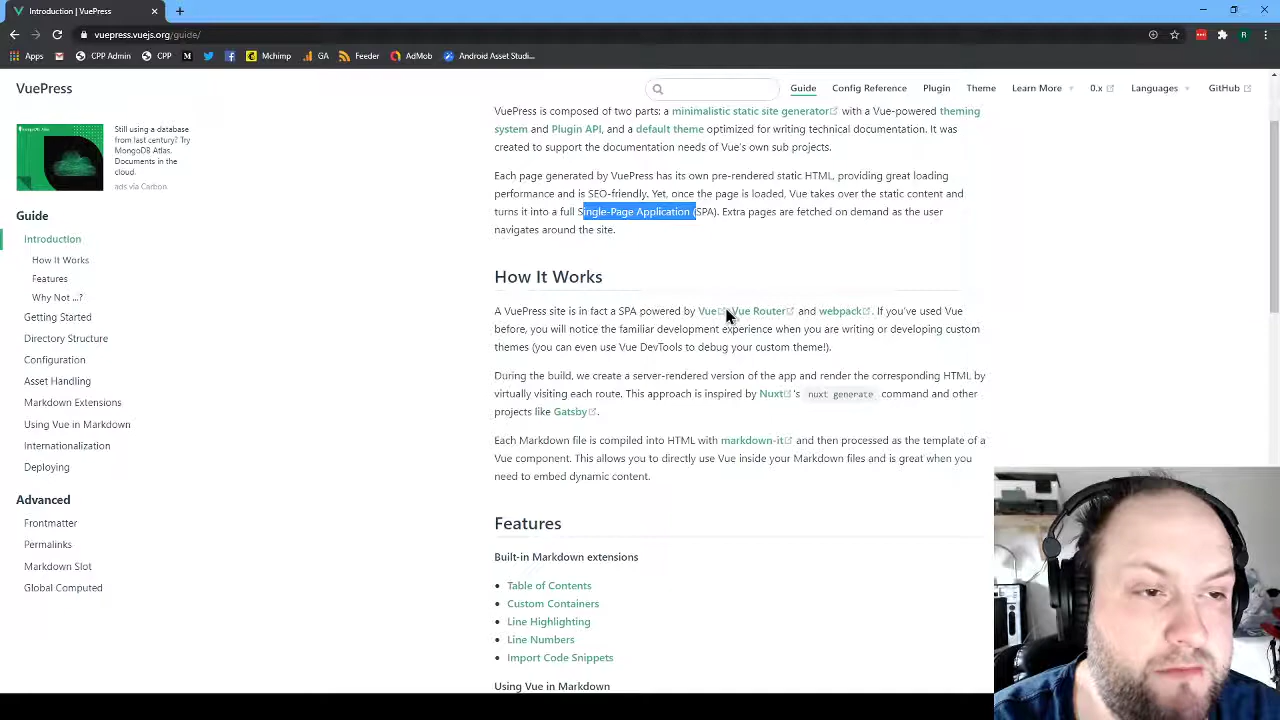 Introduction | VuePress
vuepress.vuejs.org/guide/
R
Apps
CPP Admin
CPP
Mchimp
GA
Feeder
AdMob
Android Asset Studi...
VuePress
Guide
Config Reference
Plugin
Theme
Learn More
0.x
Languages
GitHub
Still using a database
from last century? Try
MongoDB Atlas.
Documents in the
cloud.
ads via Carbon
Guide
Introduction
How It Works
Features
Why Not ...?
Getting Started
Directory Structure
Configuration
Asset Handling
Markdown Extensions
Using Vue in Markdown
Internationalization
Deploying
Advanced
Frontmatter
Permalinks
Markdown Slot
Global Computed
VuePress is composed of two parts: a minimalistic static site generator with a Vue-powered theming
system and Plugin API, and a default theme optimized for writing technical documentation. It was
created to support the documentation needs of Vue's own sub projects.
Each page generated by VuePress has its own pre-rendered static HTML, providing great loading
performance and is SEO-friendly. Yet, once the page is loaded, Vue takes over the static content and
turns it into a full Single-Page Application (SPA). Extra pages are fetched on demand as the user
navigates around the site.
How It Works
A VuePress site is in fact a SPA powered by Vue, Vue Router and webpack. If you've used Vue
before, you will notice the familiar development experience when you are writing or developing custom
themes (you can even use Vue DevTools to debug your custom theme!).
During the build, we create a server-rendered version of the app and render the corresponding HTML by
virtually visiting each route. This approach is inspired by Nuxt's nuxt generate command and other
projects like Gatsby.
Each Markdown file is compiled into HTML with markdown-it and then processed as the template of a
Vue component. This allows you to directly use Vue inside your Markdown files and is great when you
need to embed dynamic content.
Features
Built-in Markdown extensions
Table of Contents
Custom Containers
Line Highlighting
Line Numbers
Import Code Snippets
Using Vue in Markdown